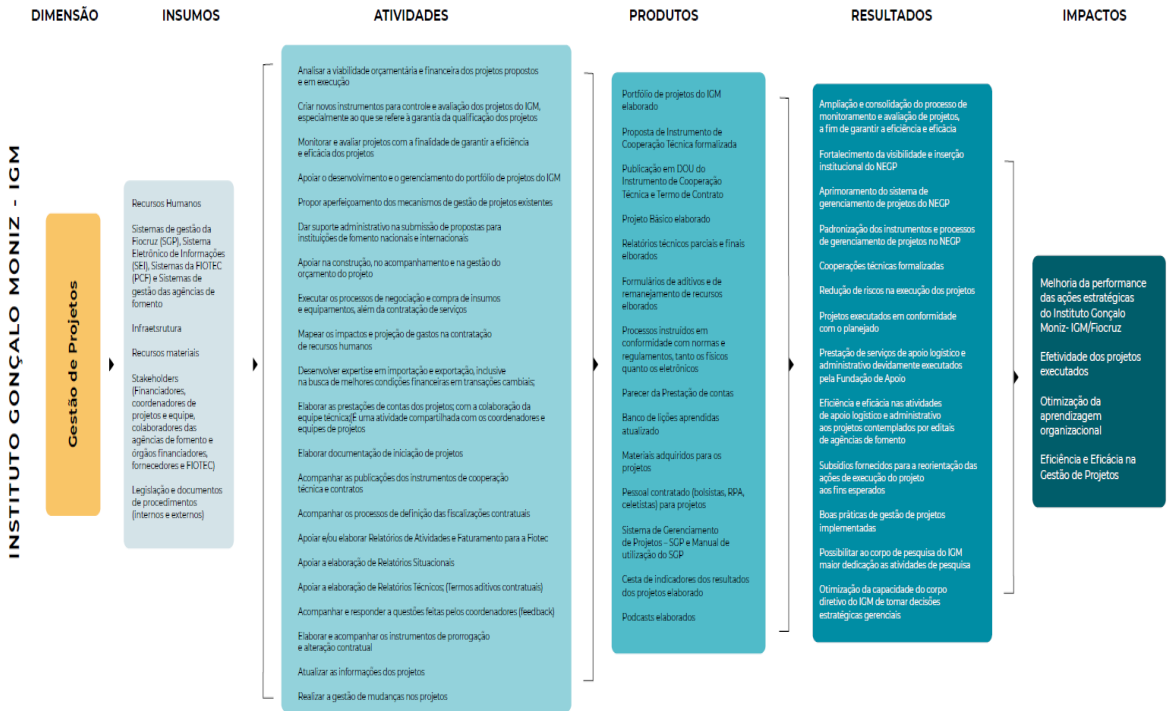 DIMENSÃO
INSUMOS
ATIVIDADES
PRODUTOS
RESULTADOS
IMPACTOS
INSTITUTO GONÇALO MONIZ - IGM
Gestão de Projetos
Recursos Humanos
Sistemas de gestão da
Fiocruz (SGP), Sistema
Eletrônico de Informações
(SEI), Sistemas da FIOTEC
(PCF) e Sistemas de
gestão das agências de
fomento
Infraetsrutura
Recursos materiais
Stakeholders
(Financiadores,
coordenadores de
projetos e equipe,
colaboradores das
agências de fomento e
órgãos financiadores,
fornecedores e FIOTEC)
Legislação e documentos
de procedimentos
(internos e externos)
Analisar a viabilidade orçamentária e financeira dos projetos propostos
e em execução
Criar novos instrumentos para controle e avaliação dos projetos do IGM,
especialmente ao que se refere à garantia da qualificação dos projetos
Monitorar e avaliar projetos com a finalidade de garantir a eficiência
e eficácia dos projetos
Apoiar o desenvolvimento e o gerenciamento do portfólio de projetos do IGM
Propor aperfeiçoamento dos mecanismos de gestão de projetos existentes
Dar suporte administrativo na submissão de propostas para
instituições de fomento nacionais e internacionais
Apoiar na construção, no acompanhamento e na gestão do
orçamento do projeto
Executar os processos de negociação e compra de insumos
e equipamentos, além da contratação de serviços
Mapear os impactos e projeção de gastos na contratação
de recursos humanos
Desenvolver expertise em importação e exportação, inclusive
na busca de melhores condições financeiras em transações cambiais;
Elaborar as prestações de contas dos projetos; com a colaboração da
equipe técnica;(É uma atividade compartilhada com os coordenadores e
equipes de projetos
Elaborar documentação de iniciação de projetos
Acompanhar as publicações dos instrumentos de cooperação
técnica e contratos
Acompanhar os processos de definição das fiscalizações contratuais
Apoiar e/ou elaborar Relatórios de Atividades e Faturamento para a Fiotec
Apoiar a elaboração de Relatórios Situacionais
Apoiar a elaboração de Relatórios Técnicos; (Termos aditivos contratuais)
Acompanhar e responder a questões feitas pelos coordenadores (feedback)
Elaborar e acompanhar os instrumentos de prorrogação
e alteração contratual
Atualizar as informações dos projetos
Realizar a gestão de mudanças nos projetos
Portfólio de projetos do IGM
elaborado
Proposta de Instrumento de
Cooperação Técnica formalizada
Publicação em DOU do
Instrumento de Cooperação
Técnica e Termo de Contrato
Projeto Básico elaborado
Relatórios técnicos parciais e finais
elborados
Formulários de aditivos e de
remanejamento de recursos
elborados
Processos instruídos em
conformidade com normas e
regulamentos, tanto os físicos
quanto os eletrônicos
Parecer da Prestação de contas
Banco de lições aprendidas
atualizado
Materiais adquiridos para os
projetos
Pessoal contratado (bolsistas, RPA,
celetistas) para projetos
Sistema de Gerenciamento
de Projetos – SGP e Manual de
utilização do SGP
Cesta de indicadores dos resultados
dos projetos elaborado
Podcasts elaborados
Ampliação e consolidação do processo de
monitoramento e avaliação de projetos,
a fim de garantir a eficiência e eficácia
Fortalecimento da visibilidade e inserção
institucional do NEGP
Aprimoramento do sistema de
gerenciamento de projetos do NEGP
Padronização dos instrumentos e processos
de gerenciamento de projetos no NEGP
Cooperações técnicas formalizadas
Redução de riscos na execução dos projetos
Projetos executados em conformidade
com o planejado
Prestação de serviços de apoio logístico e
administrativo devidamente executados
pela Fundação de Apoio
Eficiência e eficácia nas atividades
de apoio logístico e administrativo
aos projetos contemplados por editais
de agências de fomento
Subsídios fornecidos para a reorientação das
ações de execução do projeto
aos fins esperados
Boas práticas de gestão de projetos
implementadas
Possibilitar ao corpo de pesquisa do IGM
maior dedicação as atividades de pesquisa
Otimização da capacidade do corpo
diretivo do IGM de tomar decisões
estratégicas gerenciais
Melhoria da performance
das ações estratégicas
do Instituto Gonçalo
Moniz- IGM/Fiocruz
Efetividade dos projetos
executados
Otimização da
aprendizagem
organizacional
Eficiência e Eficácia na
Gestão de Projetos